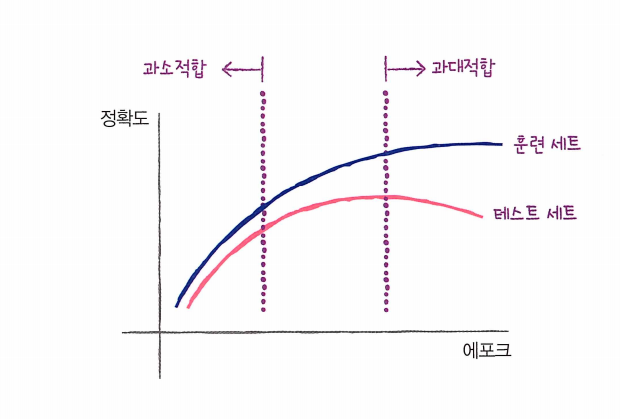 과소적합
과대적합
정확도
훈련 세트
테스트 세트
에포크